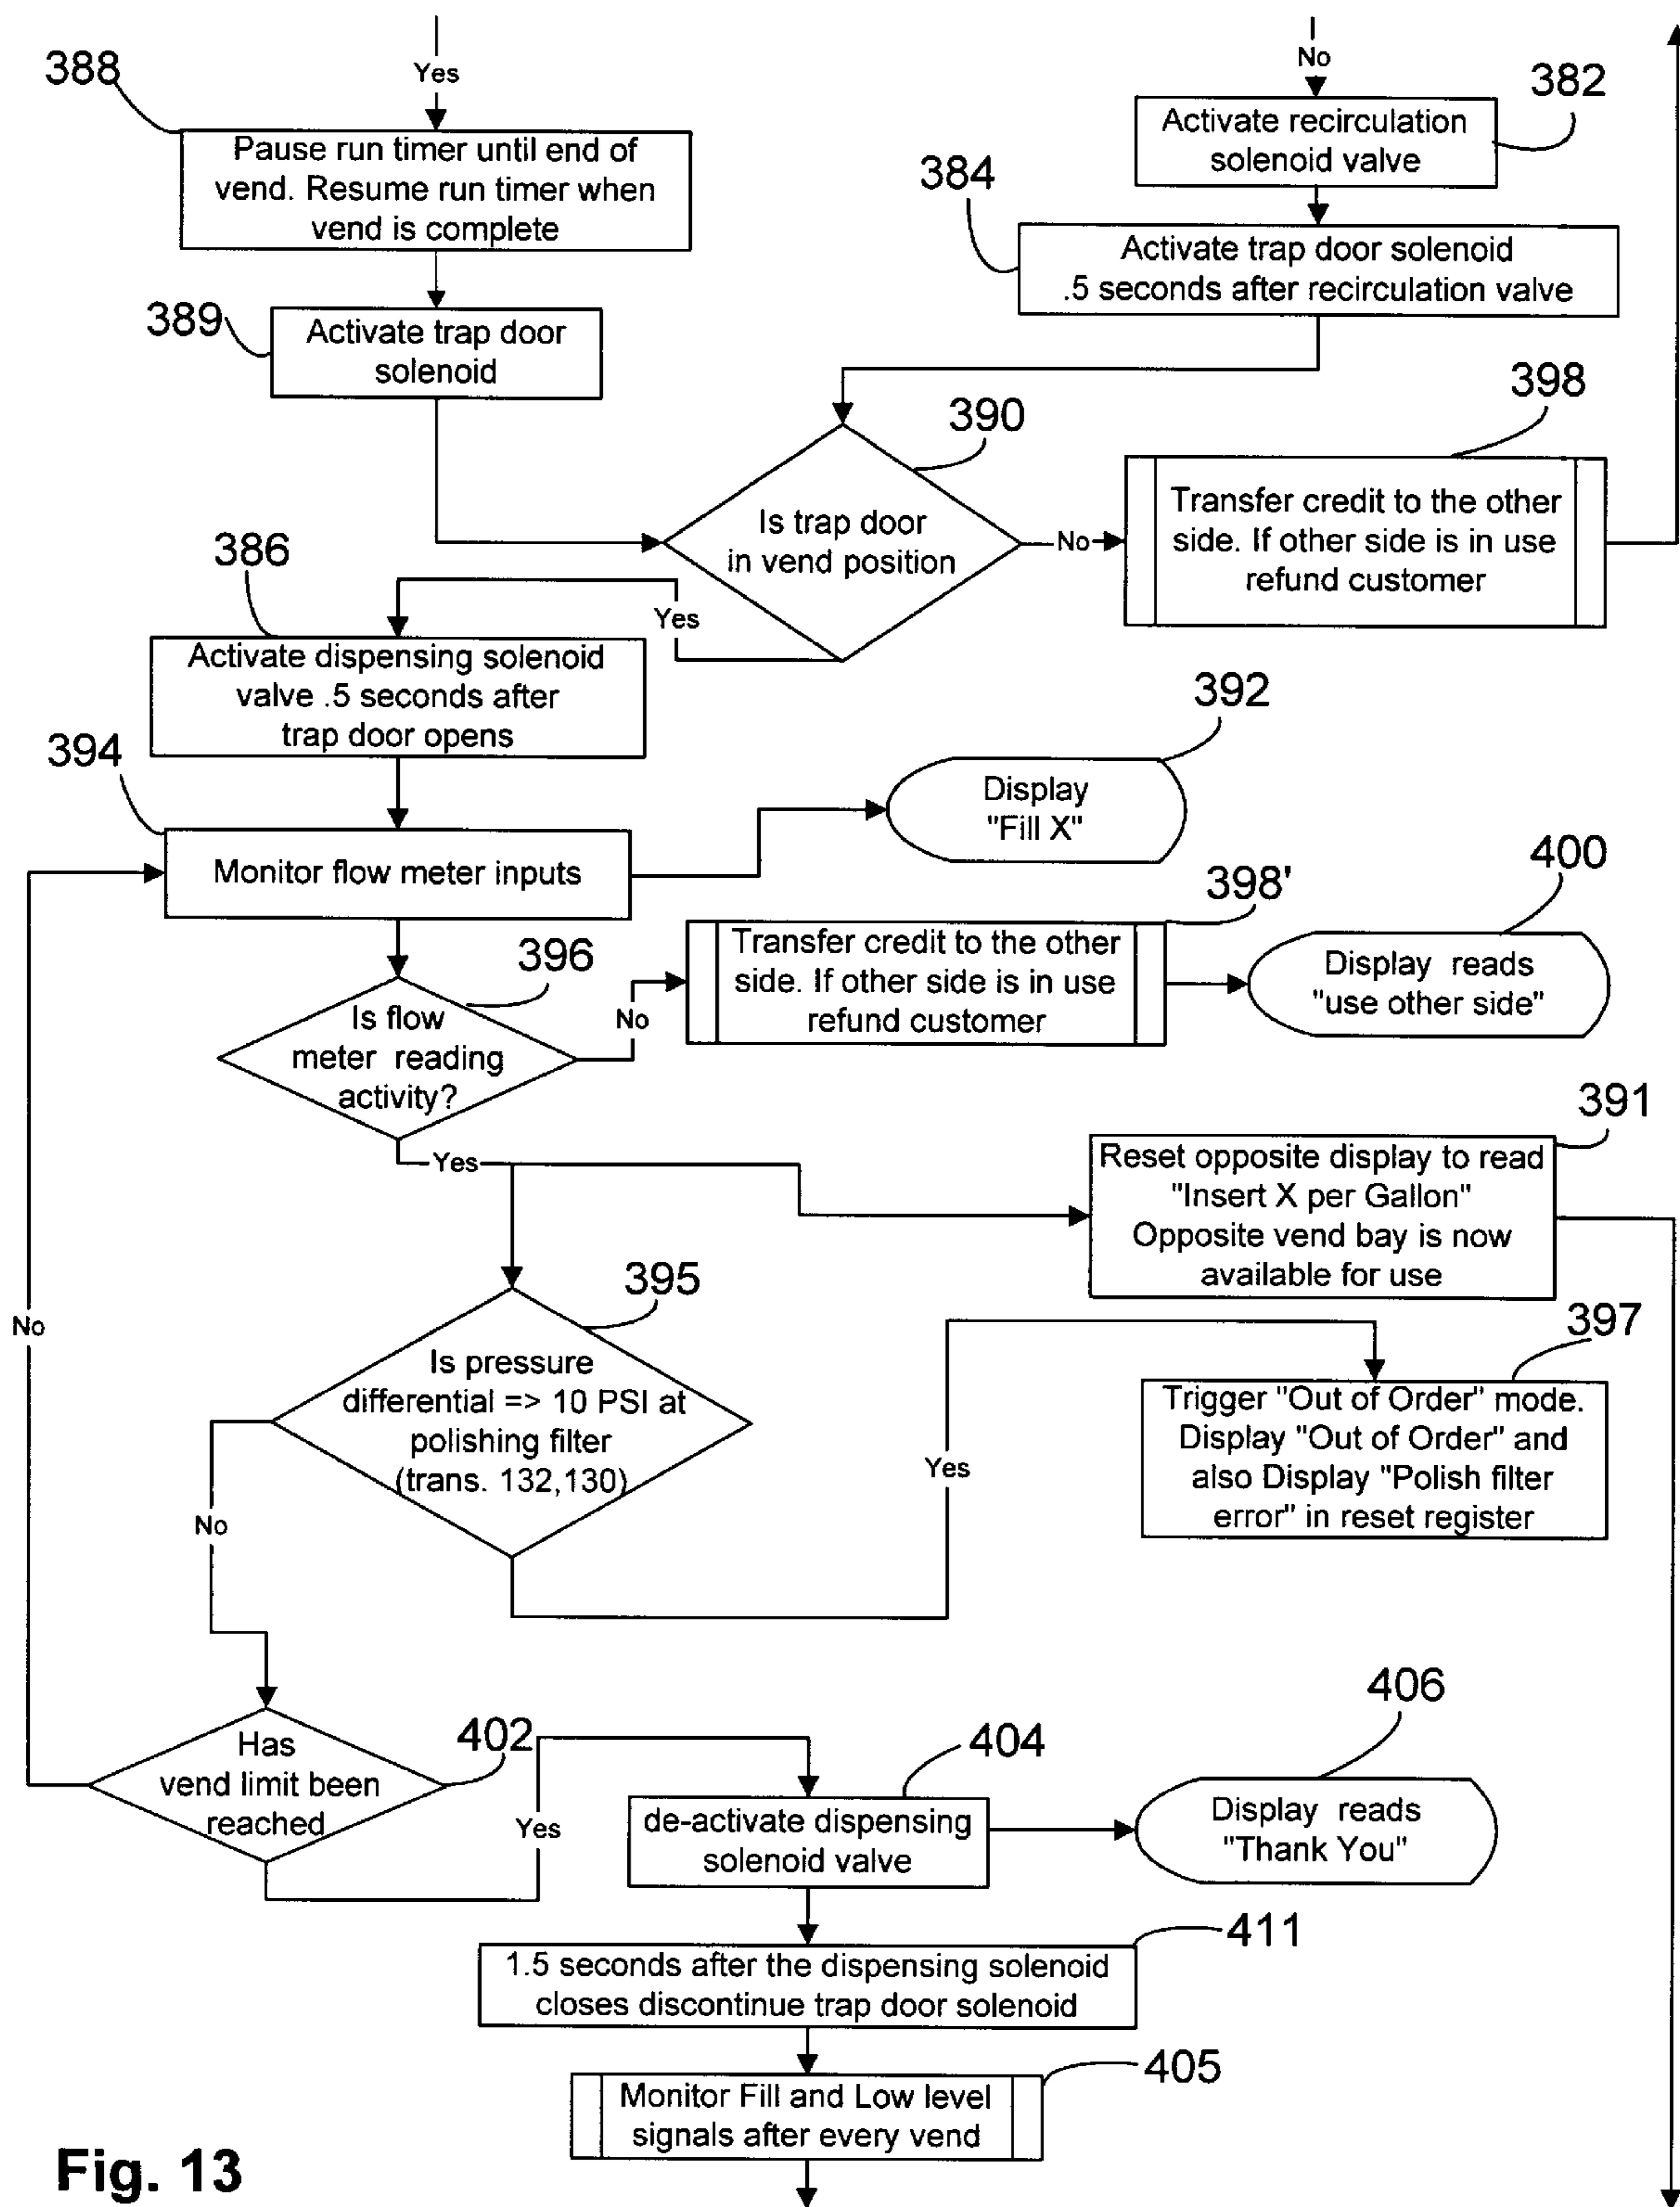 388
Yes
Pause run timer until end of
vend. Resume run timer when
vend is complete
389
Activate trap door
solenoid
No
382
Activate recirculation
solenoid valve
384
Activate trap door solenoid
.5 seconds after recirculation valve
390
Is trap door
in vend position
No
398
Transfer credit to the other
side. If other side is in use
refund customer
Yes
386
Activate dispensing solenoid
valve .5 seconds after
trap door opens
392
Display
"Fill X"
394
Monitor flow meter inputs
396
Is flow
meter reading
activity?
No
398'
Transfer credit to the other
side. If other side is in use
refund customer
400
Display reads
"use other side"
Yes
391
Reset opposite display to read
"Insert X per Gallon"
Opposite vend bay is now
available for use
395
Is pressure
differential => 10 PSI at
polishing filter
(trans. 132,130)
Yes
397
Trigger "Out of Order" mode.
Display "Out of Order" and
also Display "Polish filter
error" in reset register
No
No
402
Has
vend limit been
reached
Yes
404
de-activate dispensing
solenoid valve
406
Display reads
"Thank You"
411
1.5 seconds after the dispensing solenoid
closes discontinue trap door solenoid
405
Monitor Fill and Low level
signals after every vend
Fig. 13